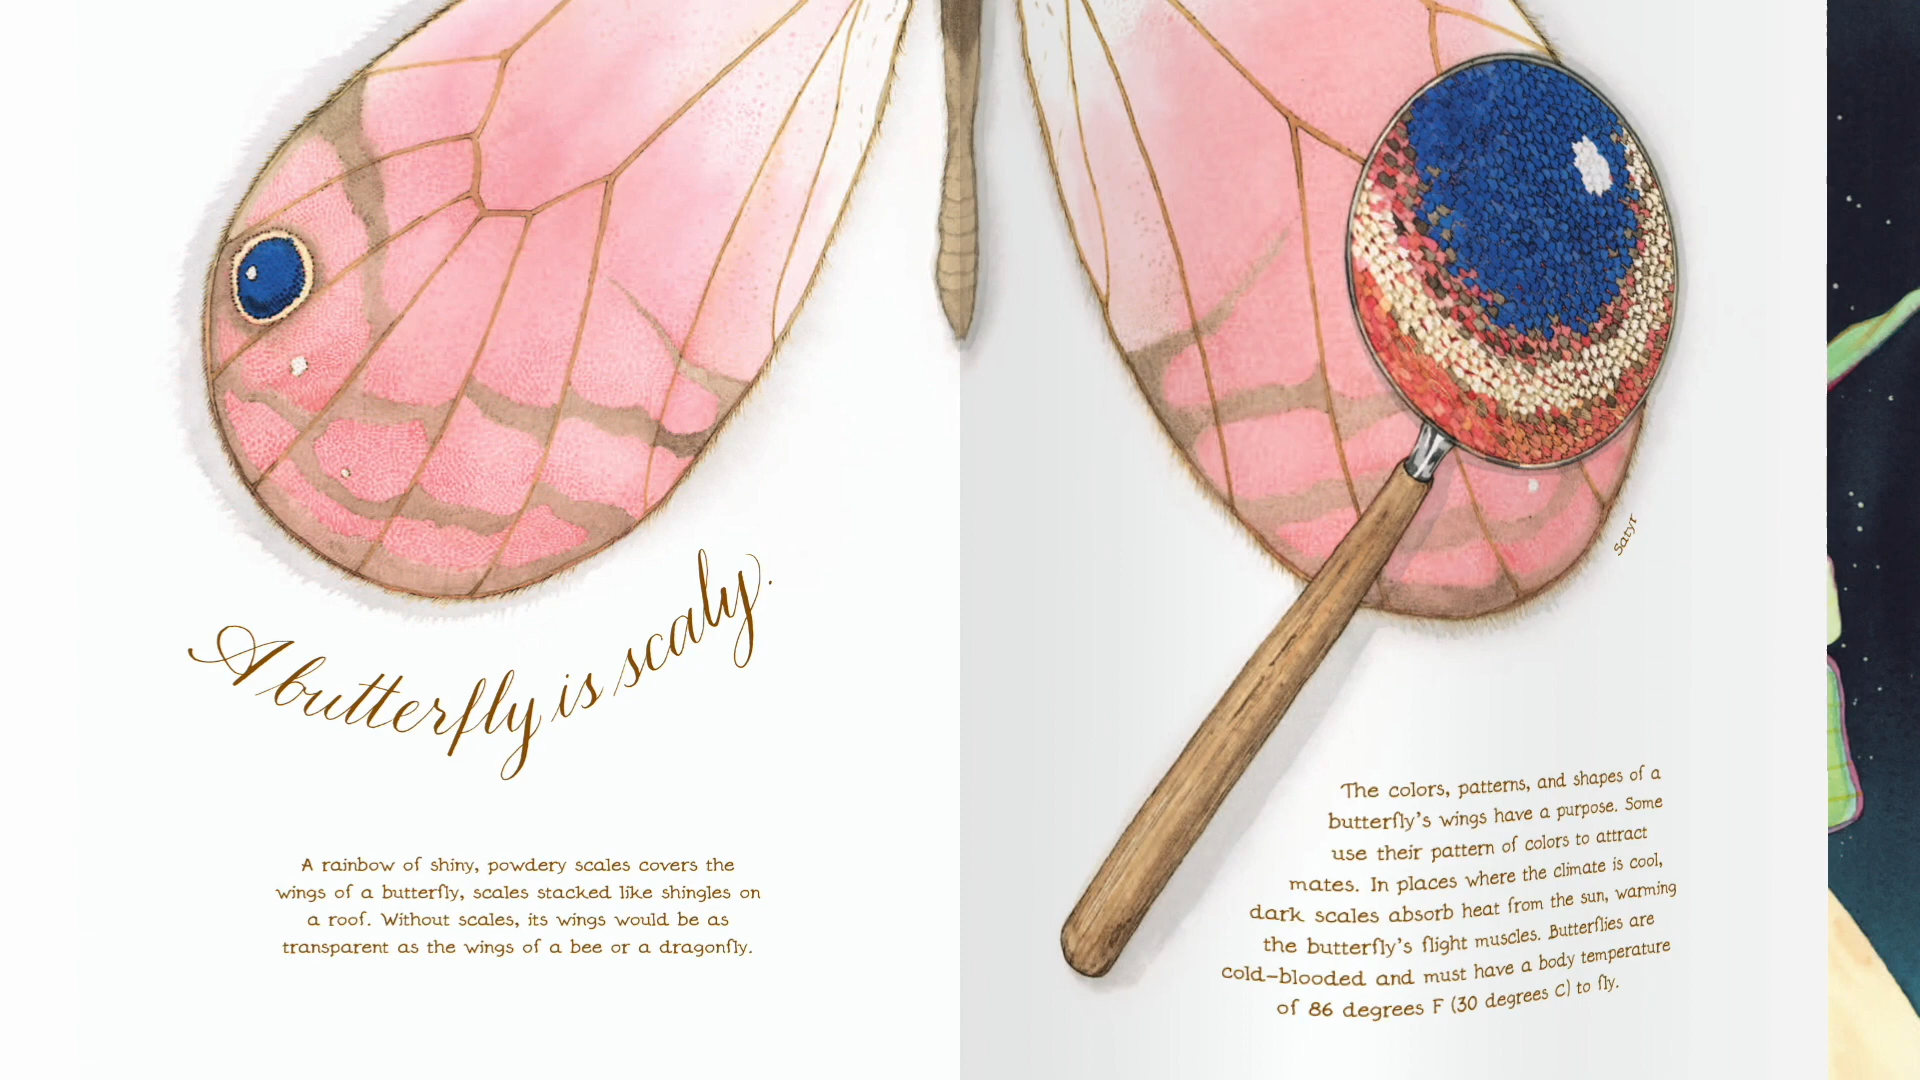 A butterfly is scaly.
A rainbow of shiny, powdery scales covers the
wings of a butterfly, scales stacked like shingles on
a roof. Without scales, its wings would be as
transparent as the wings of a bee or a dragonfly.
Satyr
The colors, patterns, and shapes of a
butterfly's wings have a purpose. Some
use their pattern of colors to attract
mates. In places where the climate is cool,
dark scales absorb heat from the sun, warming
the butterfly's flight muscles. Butterflies are
cold-blooded and must have a body temperature
of 86 degrees F (30 degrees C) to fly.